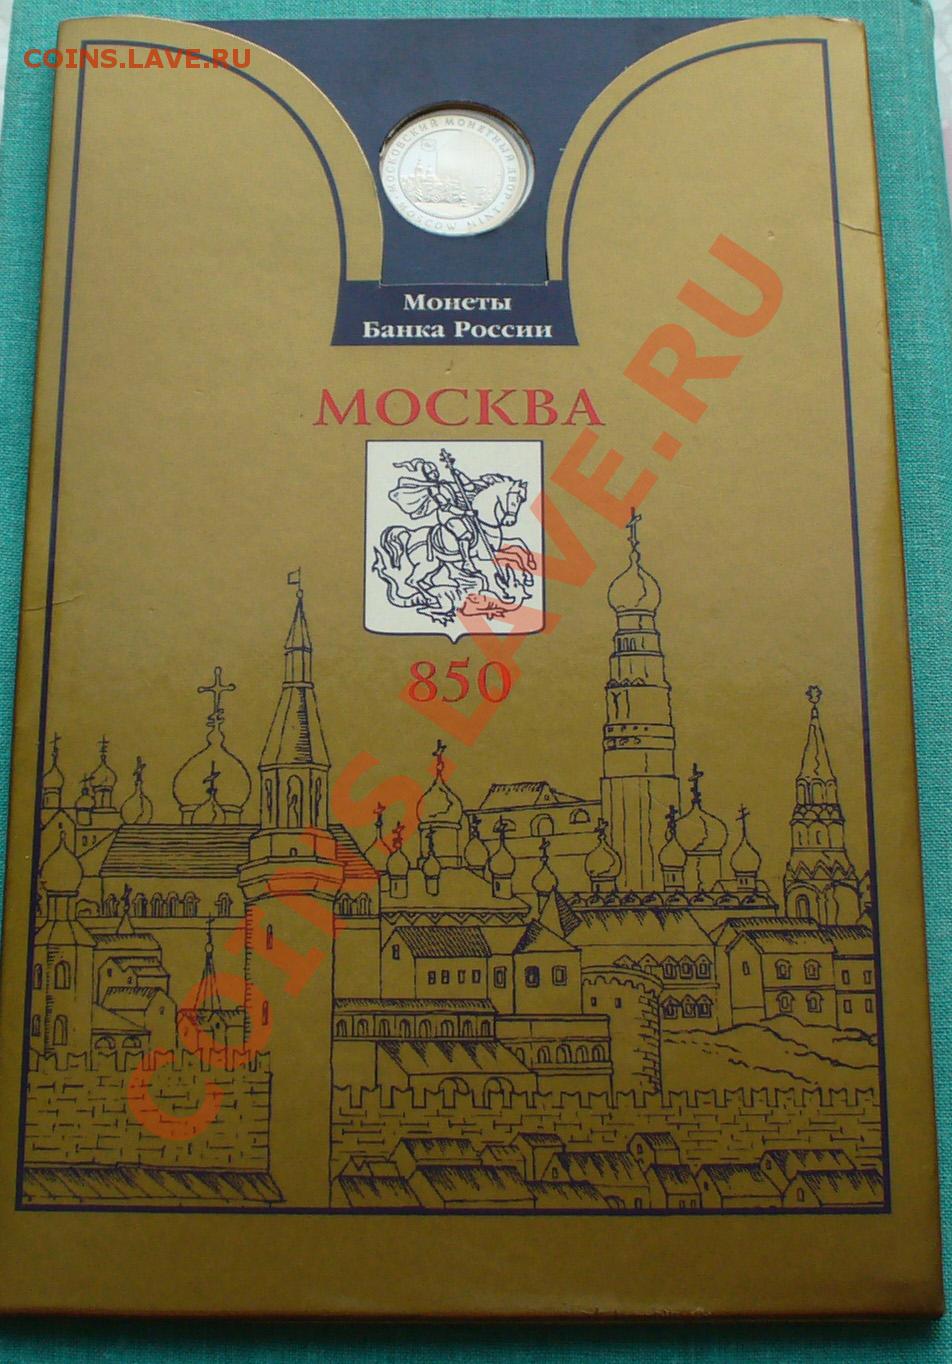 COINS.LAVE.RU
МОСКОВСКИЙ МОНЕТНЫЙ ДВОР
MOSCOW MINT
Монеты
Банка России
МОСКВА
850
COINS.LAVE.RU